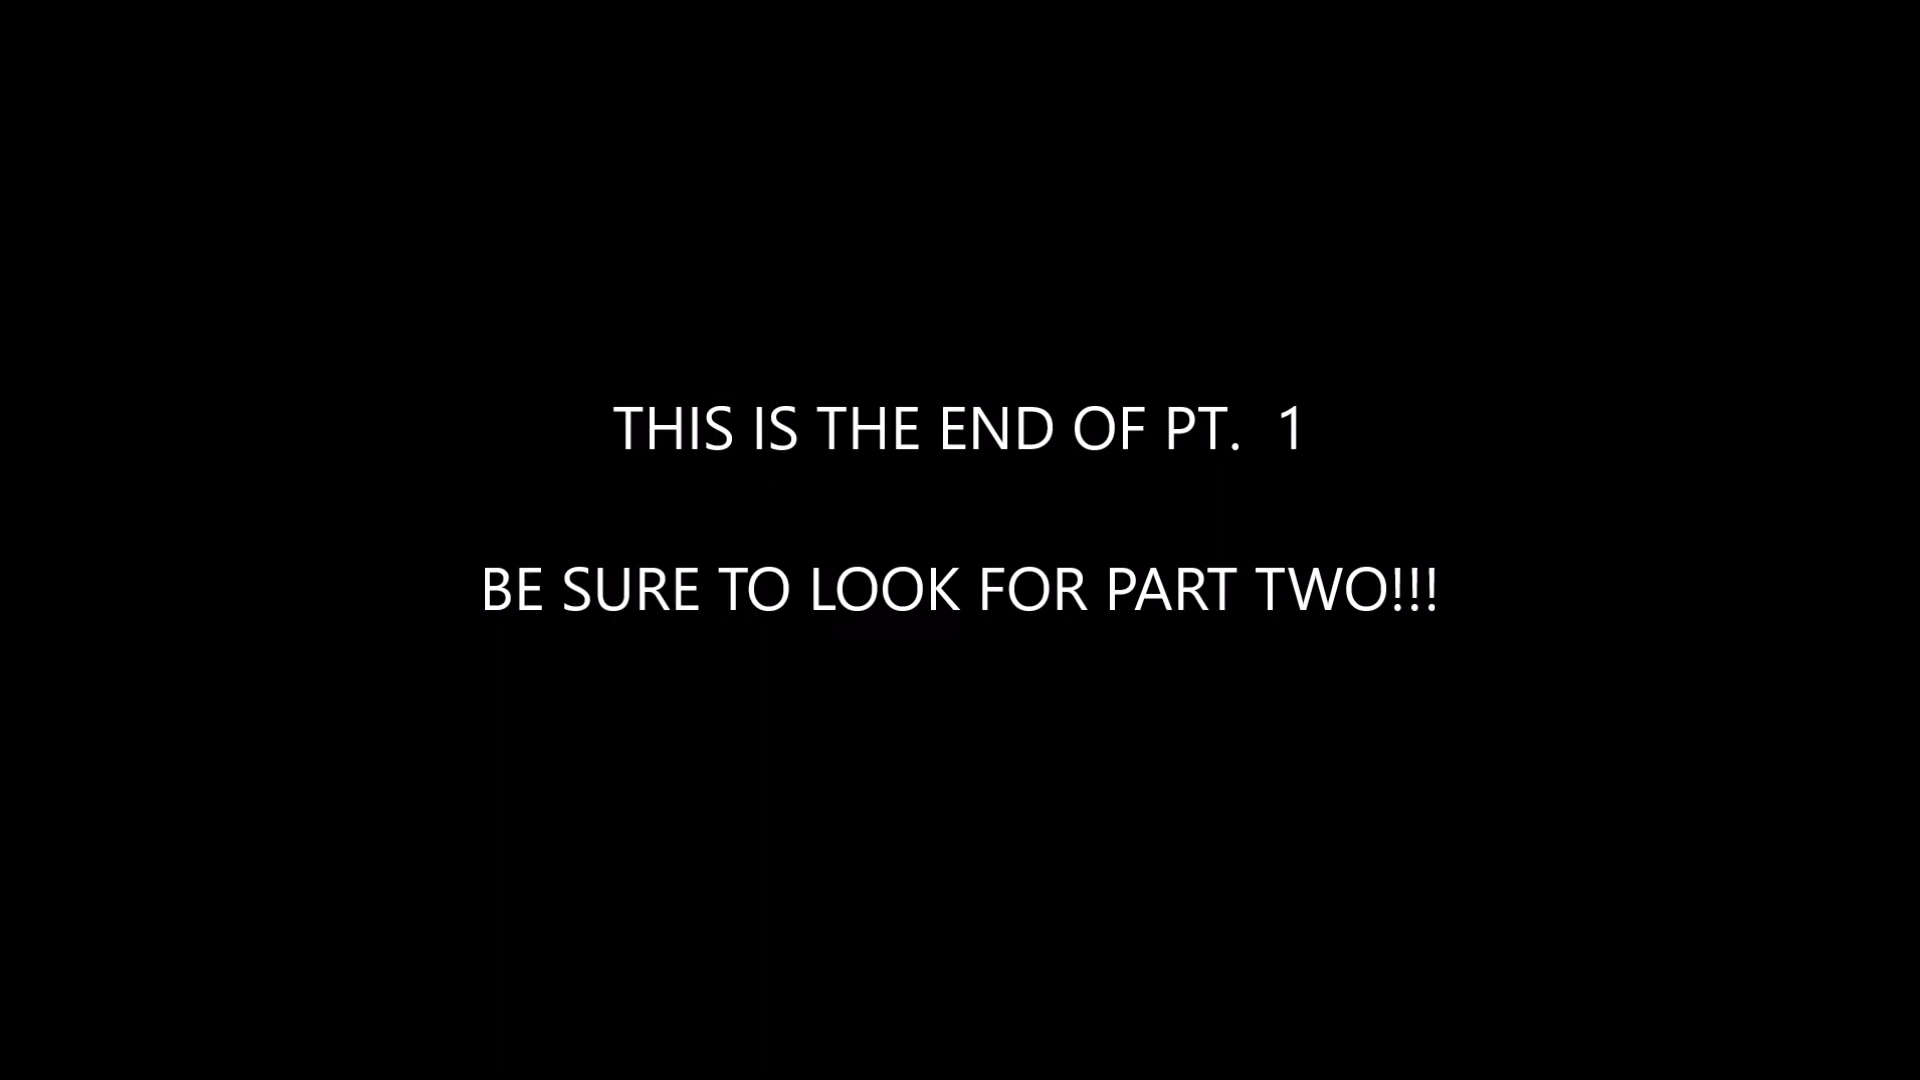 THIS IS THE END OF PT.  1
BE SURE TO LOOK FOR PART TWO!!!